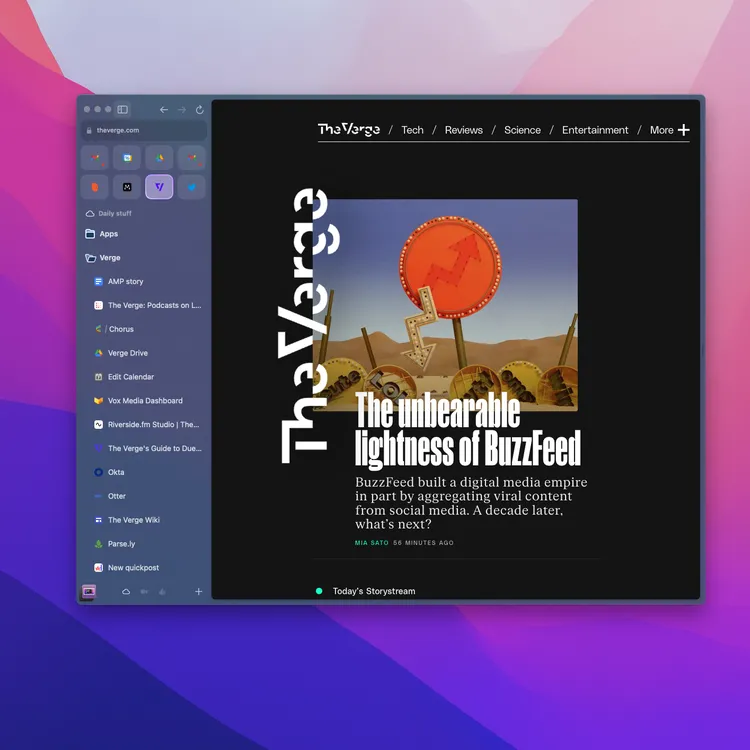 theverge.com
Daily stuff
Apps
Verge
AMP story
The Verge: Podcasts on L...
/ Chorus
Verge Drive
Edit Calendar
Vox Media Dashboard
Riverside.fm Studio | The...
The Verge's Guide to Due...
Okta
Otter
The Verge Wiki
Parse.ly
New quickpost
The Verge / Tech / Reviews / Science / Entertainment / More +
The Verge
The unbearable
lightness of BuzzFeed
BuzzFeed built a digital media empire
in part by aggregating viral content
from social media. A decade later,
what's next?
MIA SATO 56 MINUTES AGO
Today's Storystream